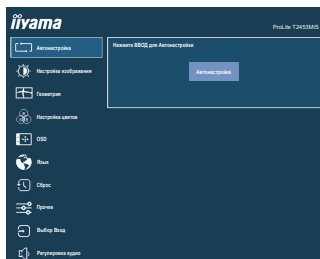 iiyama
ProLite T2453MIS
Автонастройка
Нажмите ВВОД для Автонастройки
Автонастройка
Настройка изображения
Геометрия
Настройка цветов
OSD
Язык
Сброс
Прочее
Выбор Вход
Регулировка аудио